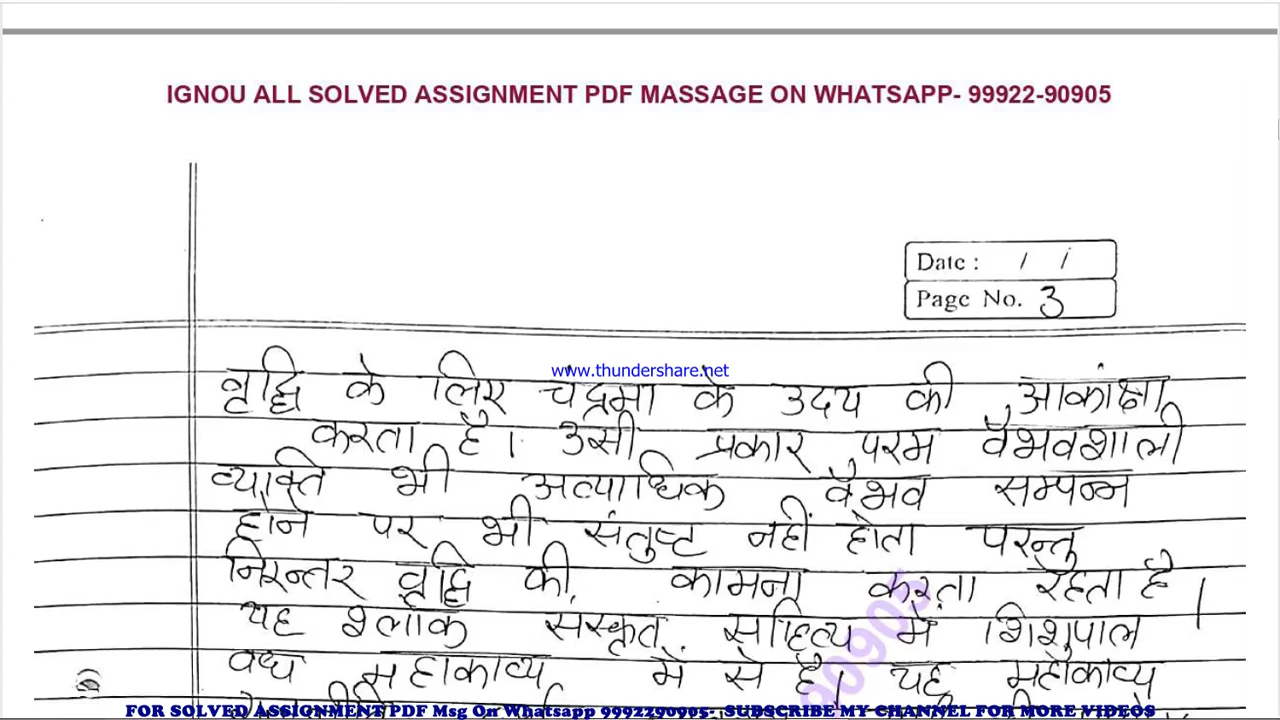 IGNOU ALL SOLVED ASSIGNMENT PDF MASSAGE ON WHATSAPP- 99922-90905
Date : / /
Page No. 3
www.thundershare.net
वृद्धि के लिए चंद्रमा के उदय की आकांक्षा
करता है। उसी प्रकार परम वैभवशाली
व्याक्ति भी अत्याधिक वैभव सम्पन्न
होने पर भी संतुष्ट नहीं होता परन्तु
निरन्तर वृद्धि की कामना करता रहता है।
यह श्लोक संस्कृत साहित्य में शिशुपाल
वध महाकाव्य में से है। यह महाकाव्य
FOR SOLVED ASSIGNMENT PDF Msg On Whatsapp 9992290905- SUBSCRIBE MY CHANNEL FOR MORE VIDEOS